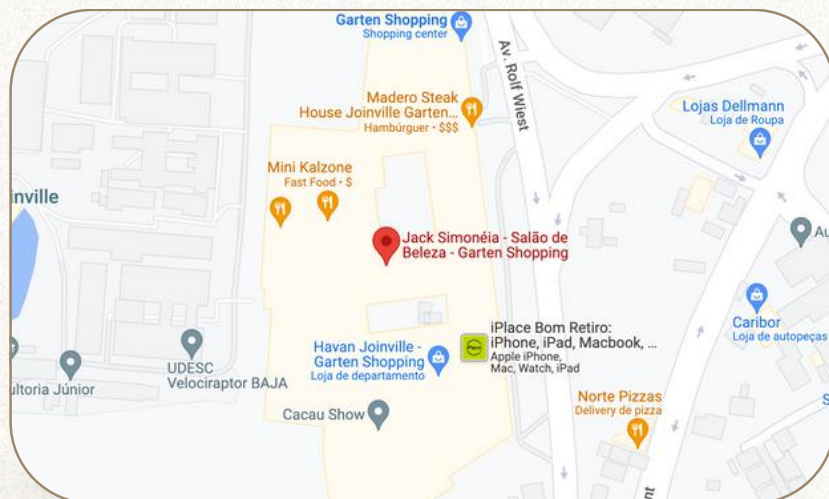 Garten Shopping
Shopping center
Av. Rolf Wiest
Madero Steak
House Joinville Garten...
Hambúrguer • $$$
Lojas Dellmann
Loja de Roupa
Mini Kalzone
Fast Food • $
inville
Jack Simonéia - Salão de
Beleza - Garten Shopping
Au
iPlace Bom Retiro:
iPhone, iPad, Macbook, ...
Apple iPhone,
Mac, Watch, iPad
Caribor
Loja de autopeças
Havan Joinville -
Garten Shopping
Loja de departamento
UDESC
Velociraptor BAJA
ultoria Júnior
Cacau Show
Norte Pizzas
Delivery de pizza
S
nt